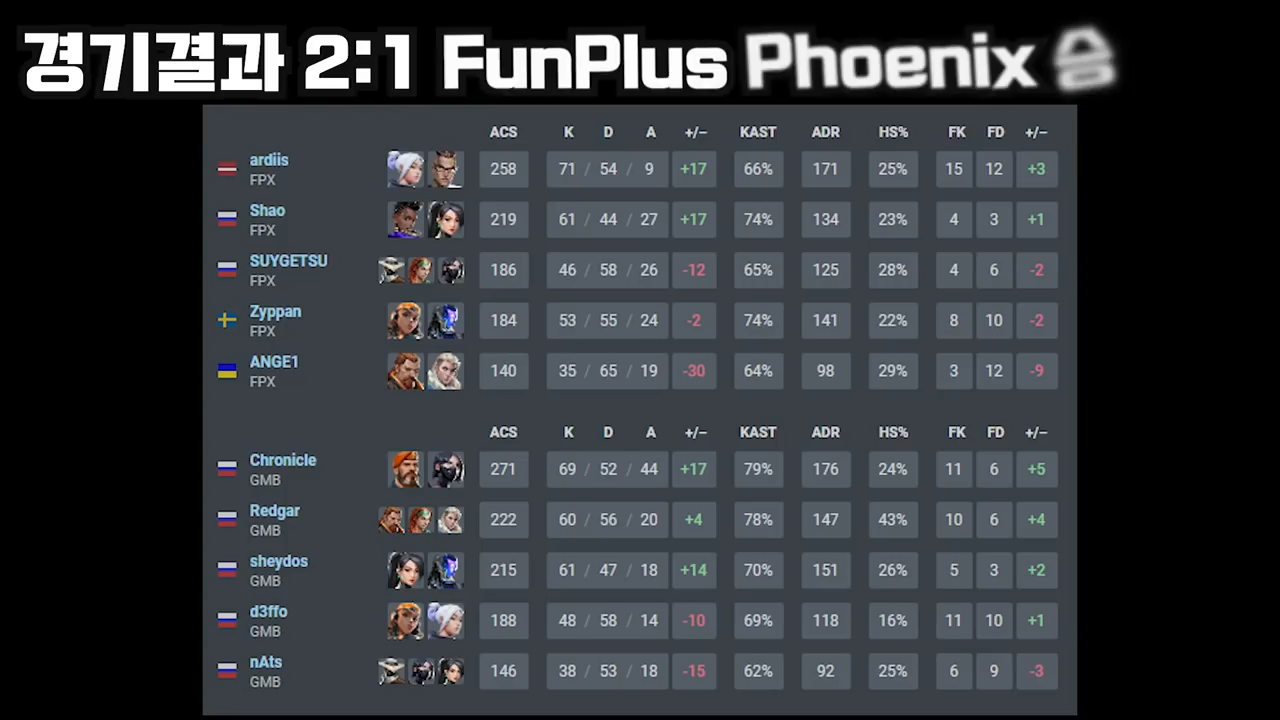 경기결과 2:1 FunPlus Phoenix 승
ACS K D A +/– KAST ADR HS% FK FD +/–
ardiis
FPX
258 71 / 54 / 9 +17 66% 171 25% 15 12 +3
Shao
FPX
219 61 / 44 / 27 +17 74% 134 23% 4 3 +1
SUYGETSU
FPX
186 46 / 58 / 26 -12 65% 125 28% 4 6 -2
Zyppan
FPX
184 53 / 55 / 24 -2 74% 141 22% 8 10 -2
ANGE1
FPX
140 35 / 65 / 19 -30 64% 98 29% 3 12 -9
ACS K D A +/– KAST ADR HS% FK FD +/–
Chronicle
GMB
271 69 / 52 / 44 +17 79% 176 24% 11 6 +5
Redgar
GMB
222 60 / 56 / 20 +4 78% 147 43% 10 6 +4
sheydos
GMB
215 61 / 47 / 18 +14 70% 151 26% 5 3 +2
d3ffo
GMB
188 48 / 58 / 14 -10 69% 118 16% 11 10 +1
nAts
GMB
146 38 / 53 / 18 -15 62% 92 25% 6 9 -3